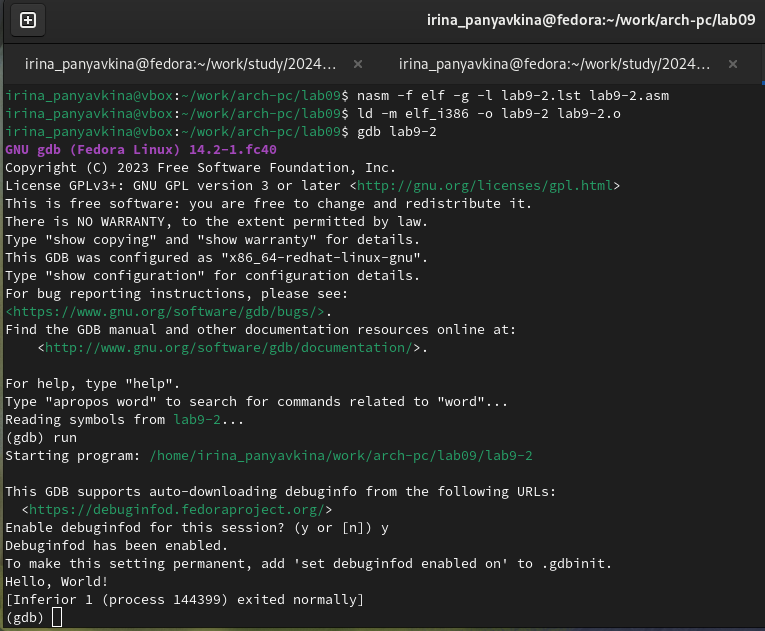 irina_panyavkina@fedora:~/work/arch-pc/lab09
irina_panyavkina@fedora:~/work/study/2024... × irina_panyavkina@fedora:~/work/study/2024... ×
irina_panyavkina@vbox:~/work/arch-pc/lab09$ nasm -f elf -g -l lab9-2.lst lab9-2.asm
irina_panyavkina@vbox:~/work/arch-pc/lab09$ ld -m elf_i386 -o lab9-2 lab9-2.o
irina_panyavkina@vbox:~/work/arch-pc/lab09$ gdb lab9-2
GNU gdb (Fedora Linux) 14.2-1.fc40
Copyright (C) 2023 Free Software Foundation, Inc.
License GPLv3+: GNU GPL version 3 or later <http://gnu.org/licenses/gpl.html>
This is free software: you are free to change and redistribute it.
There is NO WARRANTY, to the extent permitted by law.
Type "show copying" and "show warranty" for details.
This GDB was configured as "x86_64-redhat-linux-gnu".
Type "show configuration" for configuration details.
For bug reporting instructions, please see:
<https://www.gnu.org/software/gdb/bugs/>.
Find the GDB manual and other documentation resources online at:
    <http://www.gnu.org/software/gdb/documentation/>.

For help, type "help".
Type "apropos word" to search for commands related to "word"...
Reading symbols from lab9-2...
(gdb) run
Starting program: /home/irina_panyavkina/work/arch-pc/lab09/lab9-2

This GDB supports auto-downloading debuginfo from the following URLs:
  <https://debuginfod.fedoraproject.org/>
Enable debuginfod for this session? (y or [n]) y
Debuginfod has been enabled.
To make this setting permanent, add 'set debuginfod enabled on' to .gdbinit.
Hello, World!
[Inferior 1 (process 144399) exited normally]
(gdb)